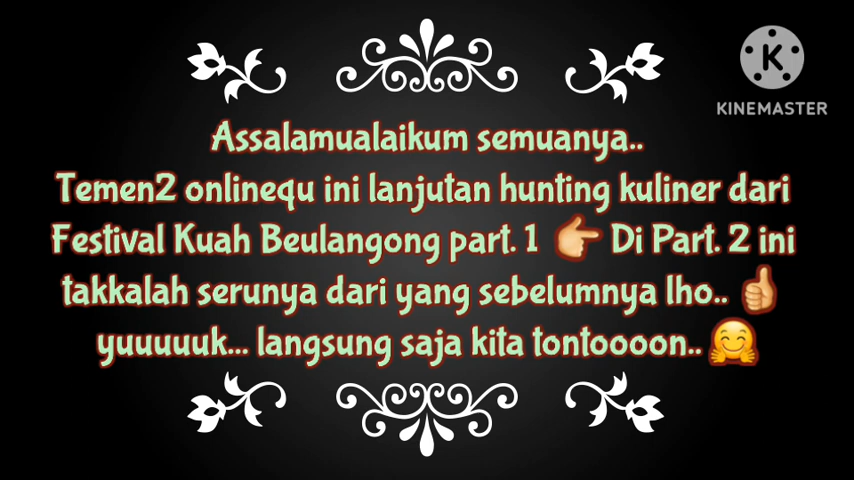 KINEMASTER
Assalamualaikum semuanya..
Temen2 onlinequ ini lanjutan hunting kuliner dari
Festival Kuah Beulangong part. 1 👉 Di Part. 2 ini
takkalah serunya dari yang sebelumnya lho.. 👍
yuuuuuk... langsung saja kita tontoooon.. 🤗